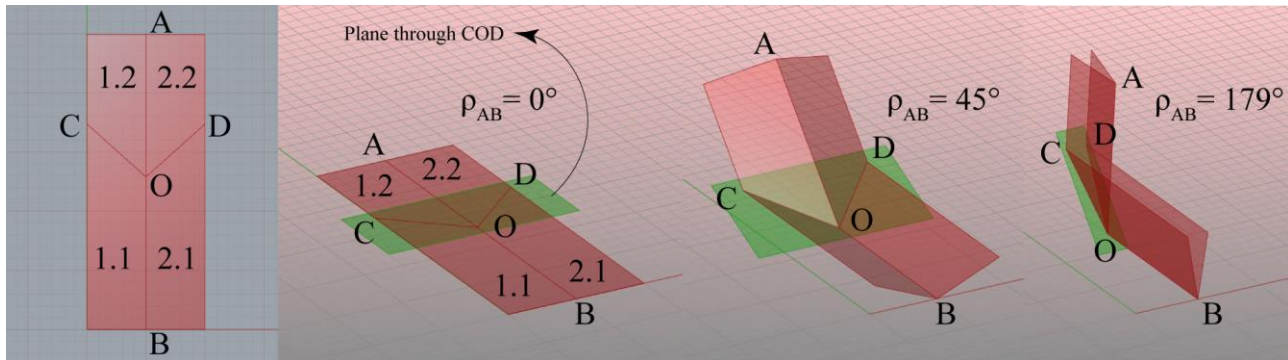 A
1.2 2.2
C D
O
1.1 2.1
B
Plane through COD
ρAB = 0°
A
2.2
1.2
D
C
O
2.1
1.1
B
A
ρAB = 45°
D
C
O
B
A
ρAB = 179°
D
C
O
B